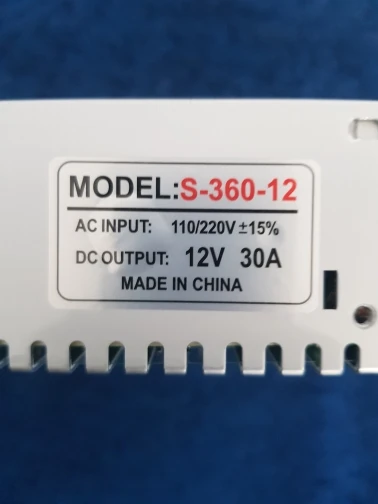 MODEL:S-360-12
AC INPUT: 110/220V ±15%
DC OUTPUT: 12V 30A
MADE IN CHINA